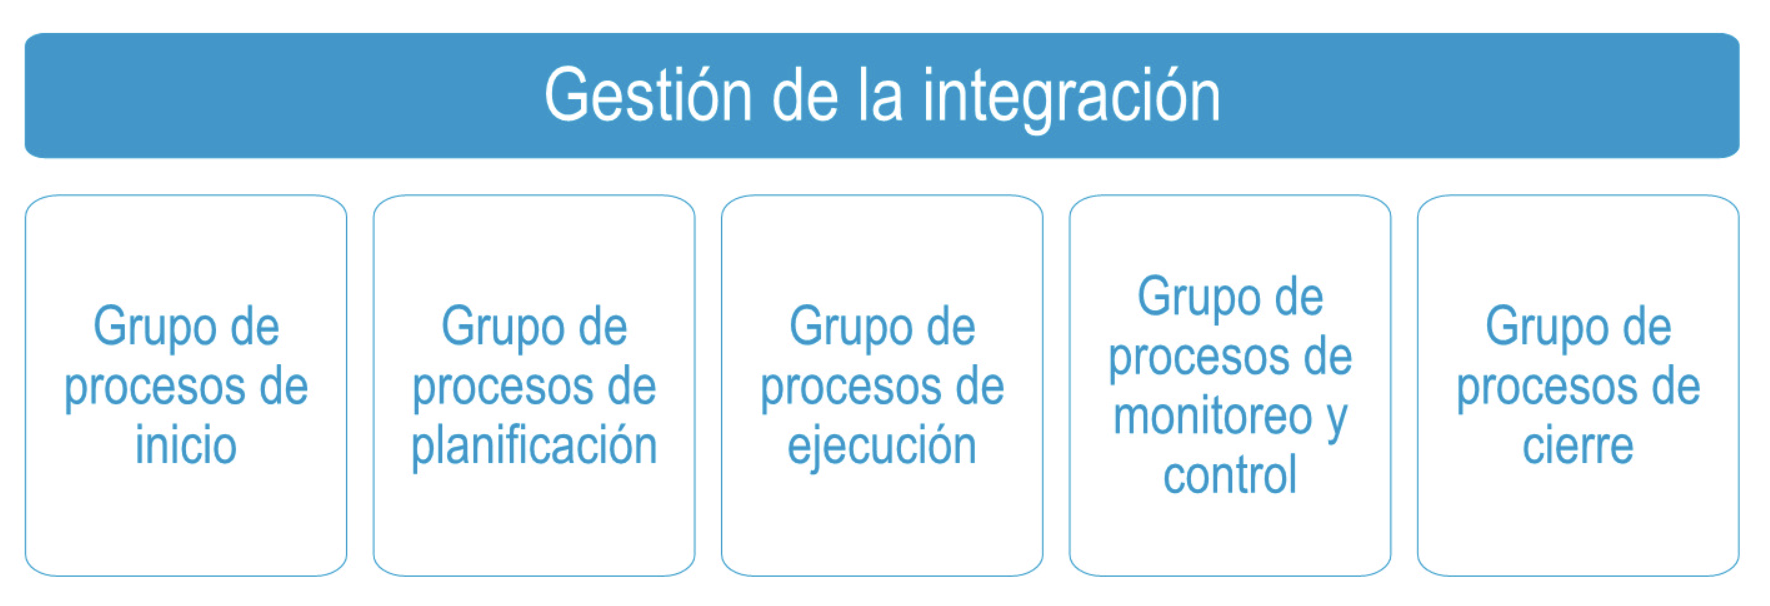 Gestión de la integración
Grupo de
procesos de
inicio
Grupo de
procesos de
planificación
Grupo de
procesos de
ejecución
Grupo de
procesos de
monitoreo y
control
Grupo de
procesos de
cierre